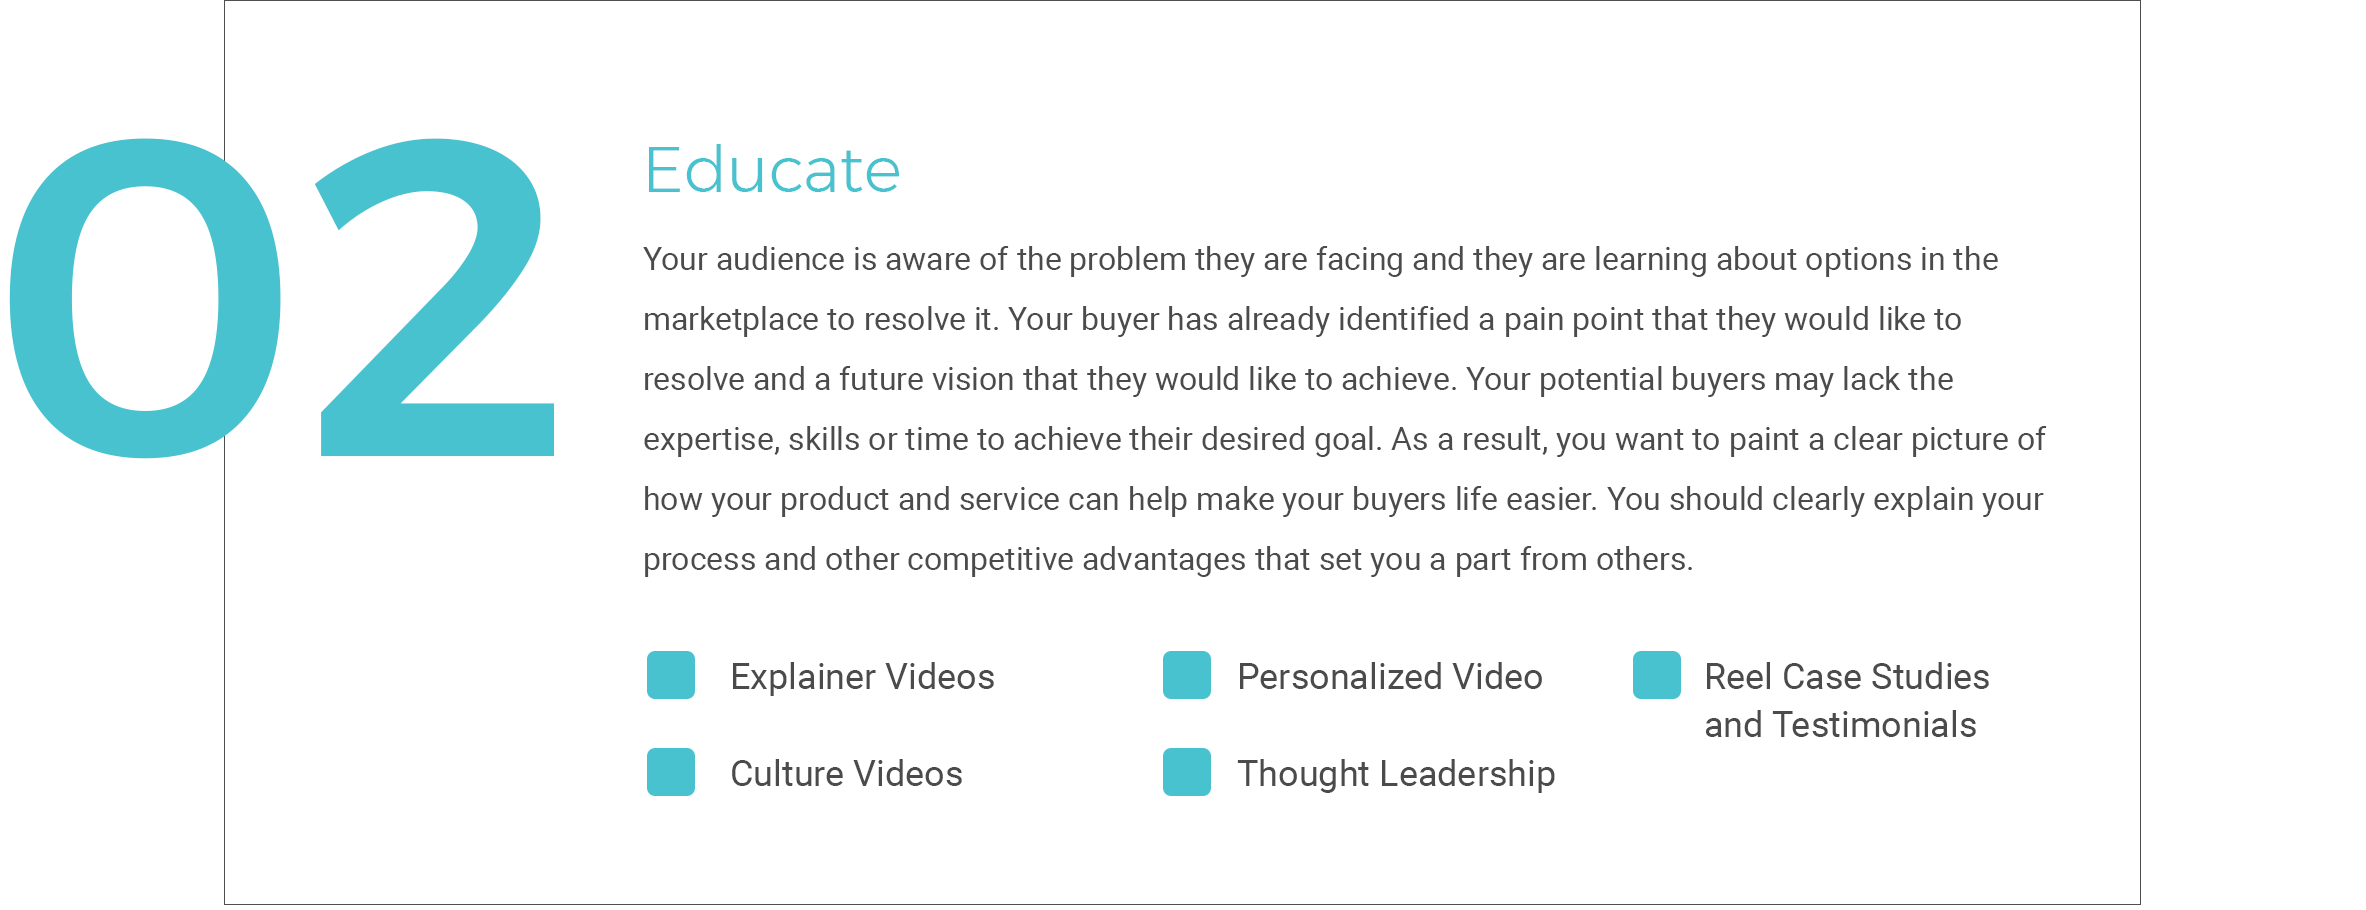 02
Educate
Your audience is aware of the problem they are facing and they are learning about options in the
marketplace to resolve it. Your buyer has already identified a pain point that they would like to
resolve and a future vision that they would like to achieve. Your potential buyers may lack the
expertise, skills or time to achieve their desired goal. As a result, you want to paint a clear picture of
how your product and service can help make your buyers life easier. You should clearly explain your
process and other competitive advantages that set you a part from others.
Explainer Videos
Culture Videos
Personalized Video
Thought Leadership
Reel Case Studies
and Testimonials